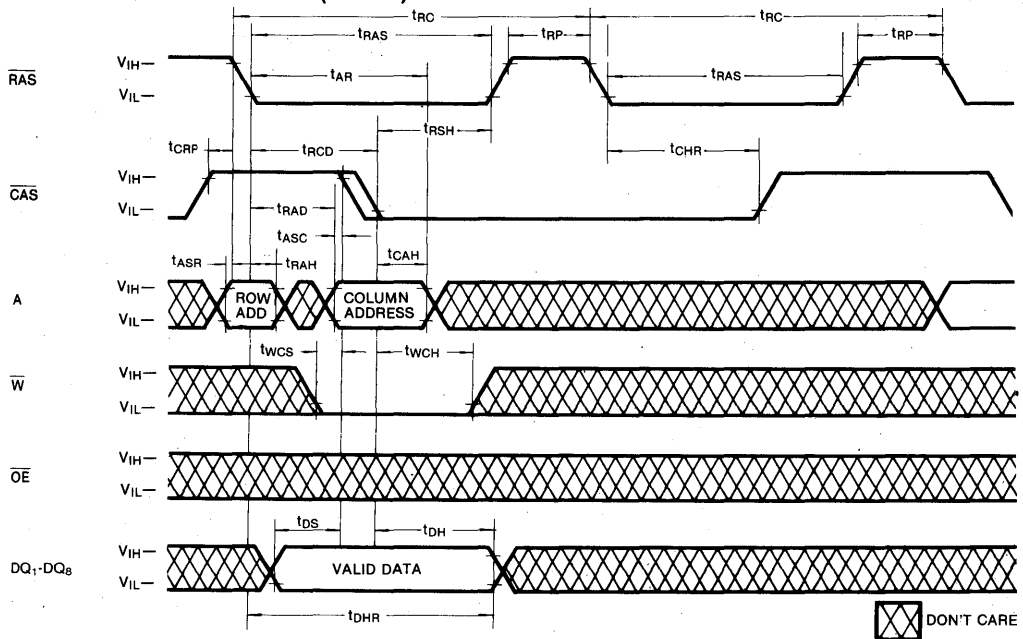 tRC tRC
tRAS tRP tRP
RAS VIH— tAR tRAS
VIL—
tRSH
tCRP tRCD tCHR
CAS VIH—
VIL— tRAD
tASC
tASR tRAH tCAH
A VIH— ROW ADD COLUMN ADDRESS
VIL—
tWCS tWCH
W VIH—
VIL—
OE VIH—
VIL—
tDS tDH
DQ1-DQ8 VIH— VALID DATA
VIL—
tDHR
DON'T CARE